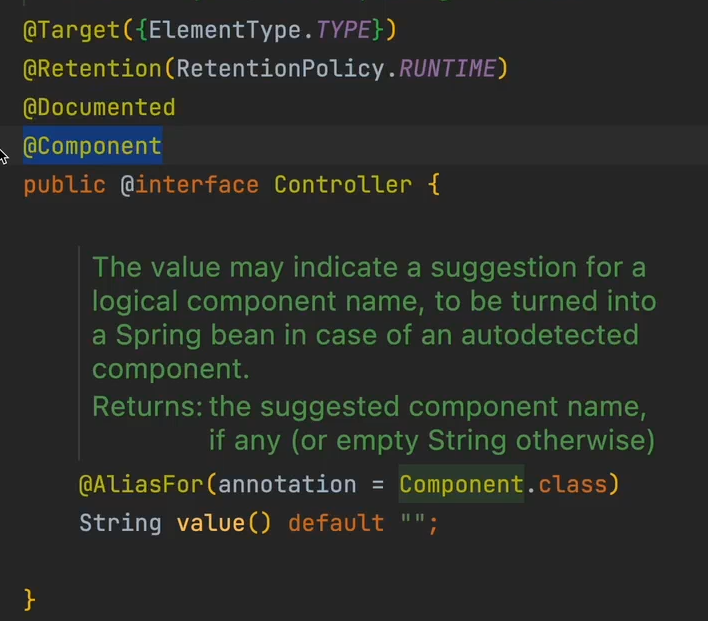 @Target({ElementType.TYPE})
@Retention(RetentionPolicy.RUNTIME)
@Documented
@Component
public @interface Controller {
The value may indicate a suggestion for a
logical component name, to be turned into
a Spring bean in case of an autodetected
component.
Returns: the suggested component name,
if any (or empty String otherwise)
@AliasFor(annotation = Component.class)
String value() default "";
}